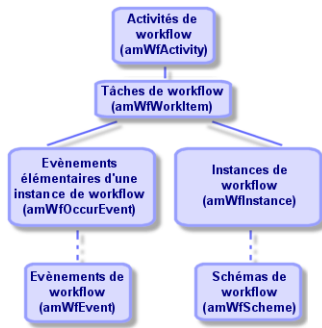 Activités de
workflow
(amWfActivity)
Tâches de workflow
(amWfWorkItem)
Evènements
élémentaires d'une
instance de workflow
(amWfOccurEvent)
Instances de
workflow
(amWfInstance)
Evènements de
workflow
(amWfEvent)
Schémas de
workflow
(amWfScheme)